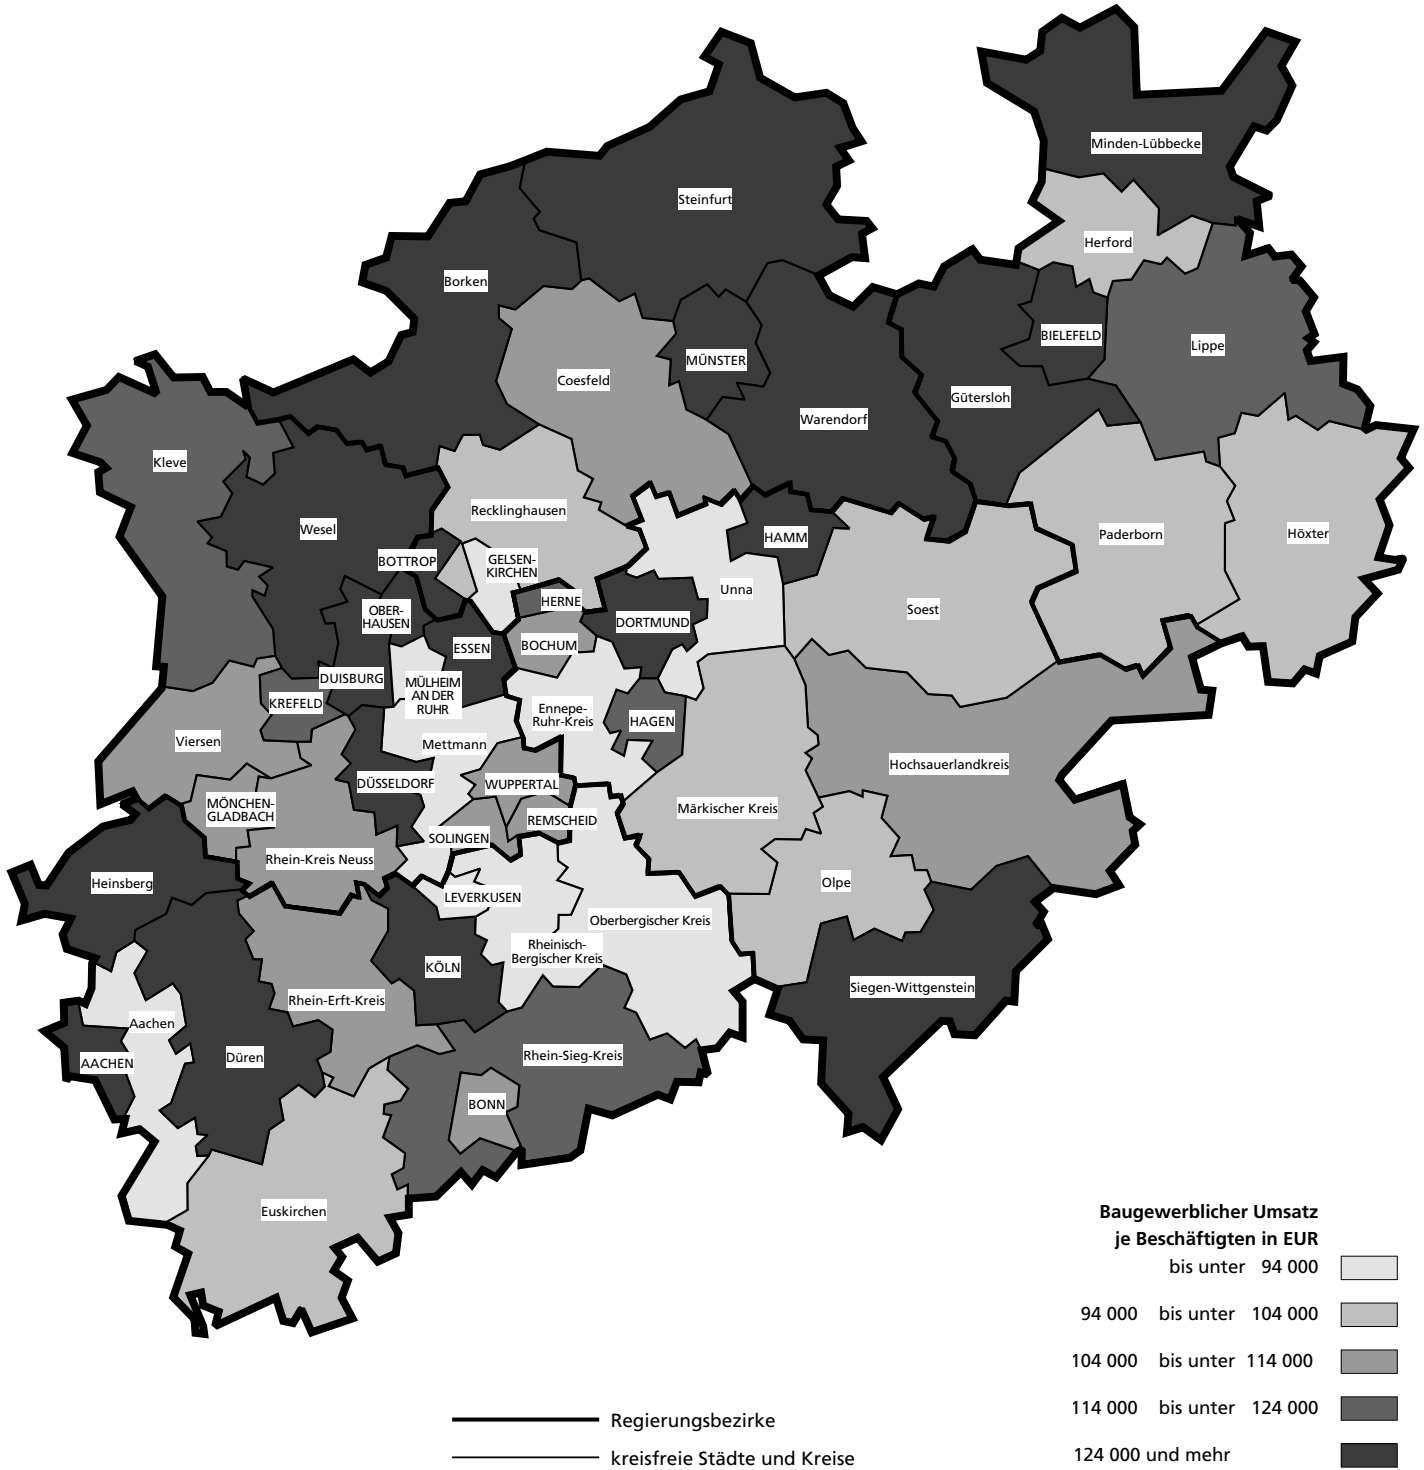 Minden-Lübbecke
Steinfurt
Herford
Borken
BIELEFELD
Lippe
MÜNSTER
Coesfeld
Gütersloh
Warendorf
Kleve
Recklinghausen
Wesel
HAMM
Paderborn
Höxter
BOTTROP
GELSEN-
KIRCHEN
Unna
HERNE
Soest
OBER-
HAUSEN
DORTMUND
ESSEN
BOCHUM
DUISBURG
MÜLHEIM
AN DER
RUHR
KREFELD
Ennepe-
Ruhr-Kreis
HAGEN
Viersen
Mettmann
Hochsauerlandkreis
DÜSSELDORF
WUPPERTAL
MÖNCHEN-
GLADBACH
Märkischer Kreis
REMSCHEID
SOLINGEN
Rhein-Kreis Neuss
Heinsberg
Olpe
LEVERKUSEN
Oberbergischer Kreis
Rheinisch-
Bergischer Kreis
KÖLN
Siegen-Wittgenstein
Rhein-Erft-Kreis
Aachen
Düren
Rhein-Sieg-Kreis
AACHEN
BONN
Euskirchen
Baugewerblicher Umsatz
je Beschäftigten in EUR
bis unter 94 000
94 000 bis unter 104 000
104 000 bis unter 114 000
114 000 bis unter 124 000
124 000 und mehr
Regierungsbezirke
kreisfreie Städte und Kreise